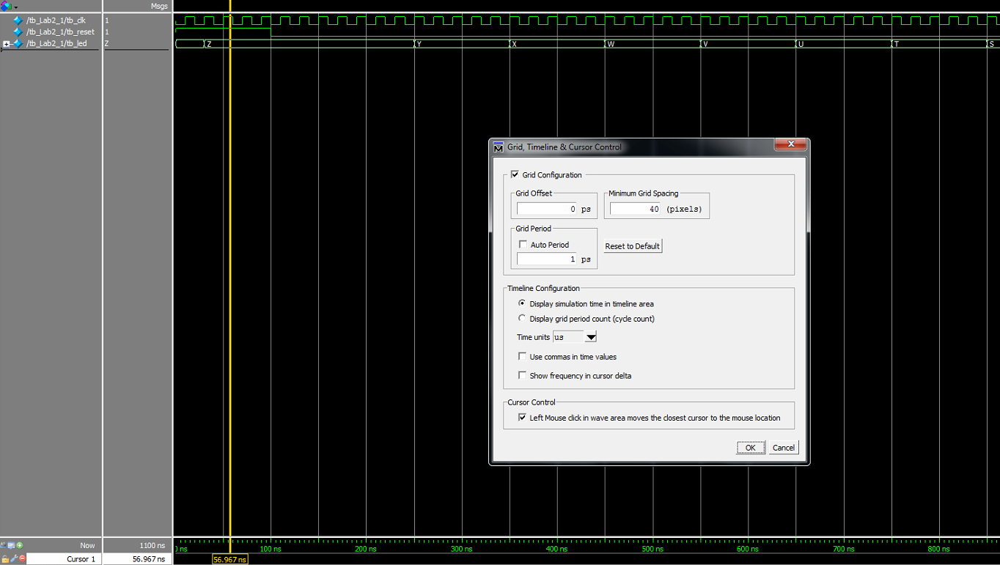 Msgs
/tb_Lab2_1/tb_clk 1
/tb_Lab2_1/tb_reset 1
/tb_Lab2_1/tb_led Z
Z Y X W V U T S
Grid, Timeline & Cursor Control
Grid Configuration
Grid Offset Minimum Grid Spacing
0 ps 40 (pixels)
Grid Period
Auto Period Reset to Default
1 ps
Timeline Configuration
Display simulation time in timeline area
Display grid period count (cycle count)
Time units us
Use commas in time values
Show frequency in cursor delta
Cursor Control
Left Mouse click in wave area moves the closest cursor to the mouse location
OK Cancel
Now 1100 ns
ns 100 ns 200 ns 300 ns 400 ns 500 ns 600 ns 700 ns 800 ns
Cursor 1 56.967 ns 56.967 ns